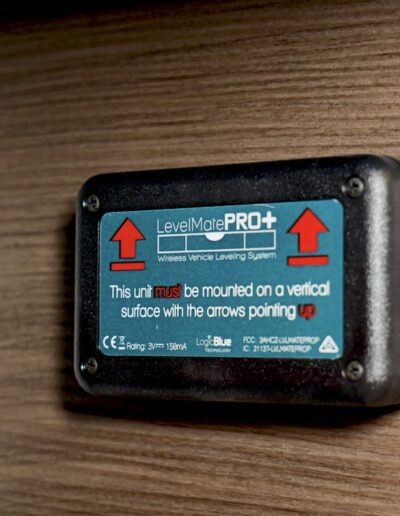 LevelMatePRO+
Wireless Vehicle Leveling System
This unit must be mounted on a vertical
surface with the arrows pointing up
CE Rating: 3V⎓ 158mA
LogicBlue
TECHNOLOGY
FCC: 2AHCZ-LVLMATEPROP
IC: 21137-LVLMATEPROP